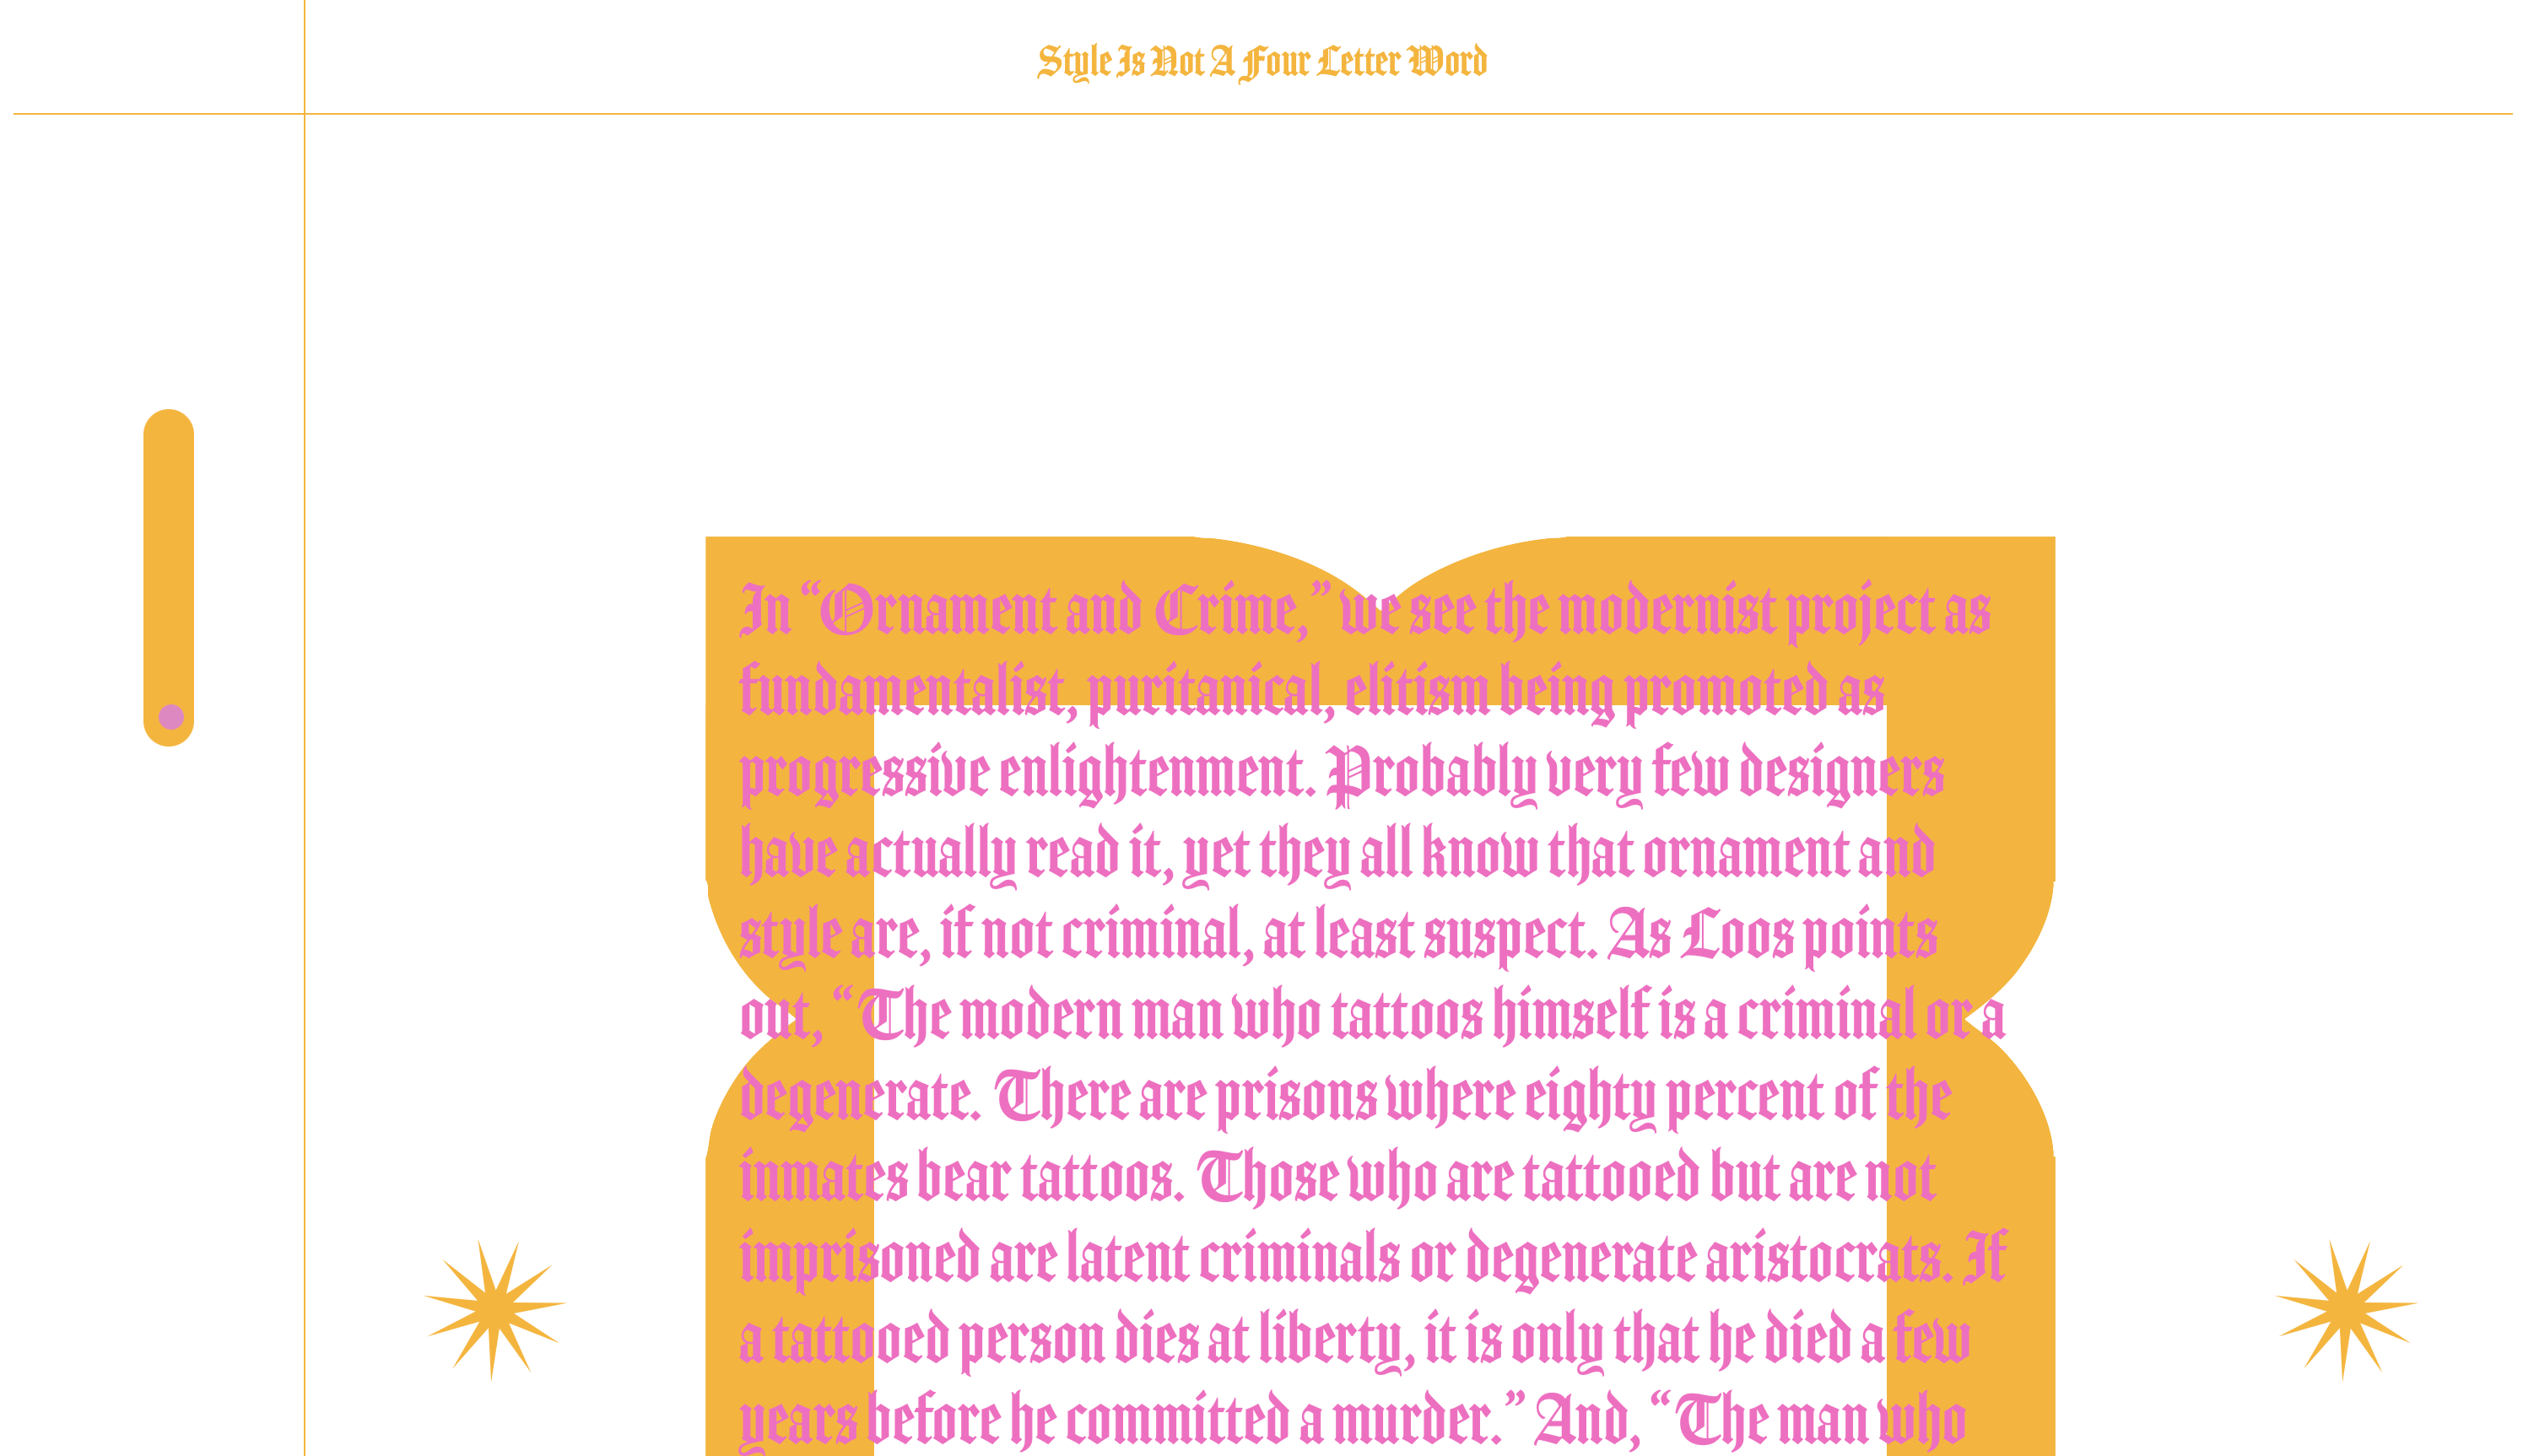 Style Is Not A Four Letter Word
In “Ornament and Crime,” we see the modernist project as
fundamentalist, puritanical, elitism being promoted as
progressive enlightenment. Probably very few designers
have actually read it, yet they all know that ornament and
style are, if not criminal, at least suspect. As Loos points
out, “The modern man who tattoos himself is a criminal or a
degenerate. There are prisons where eighty percent of the
inmates bear tattoos. Those who are tattooed but are not
imprisoned are latent criminals or degenerate aristocrats. If
a tattooed person dies at liberty, it is only that he died a few
years before he committed a murder.” And, “The man who